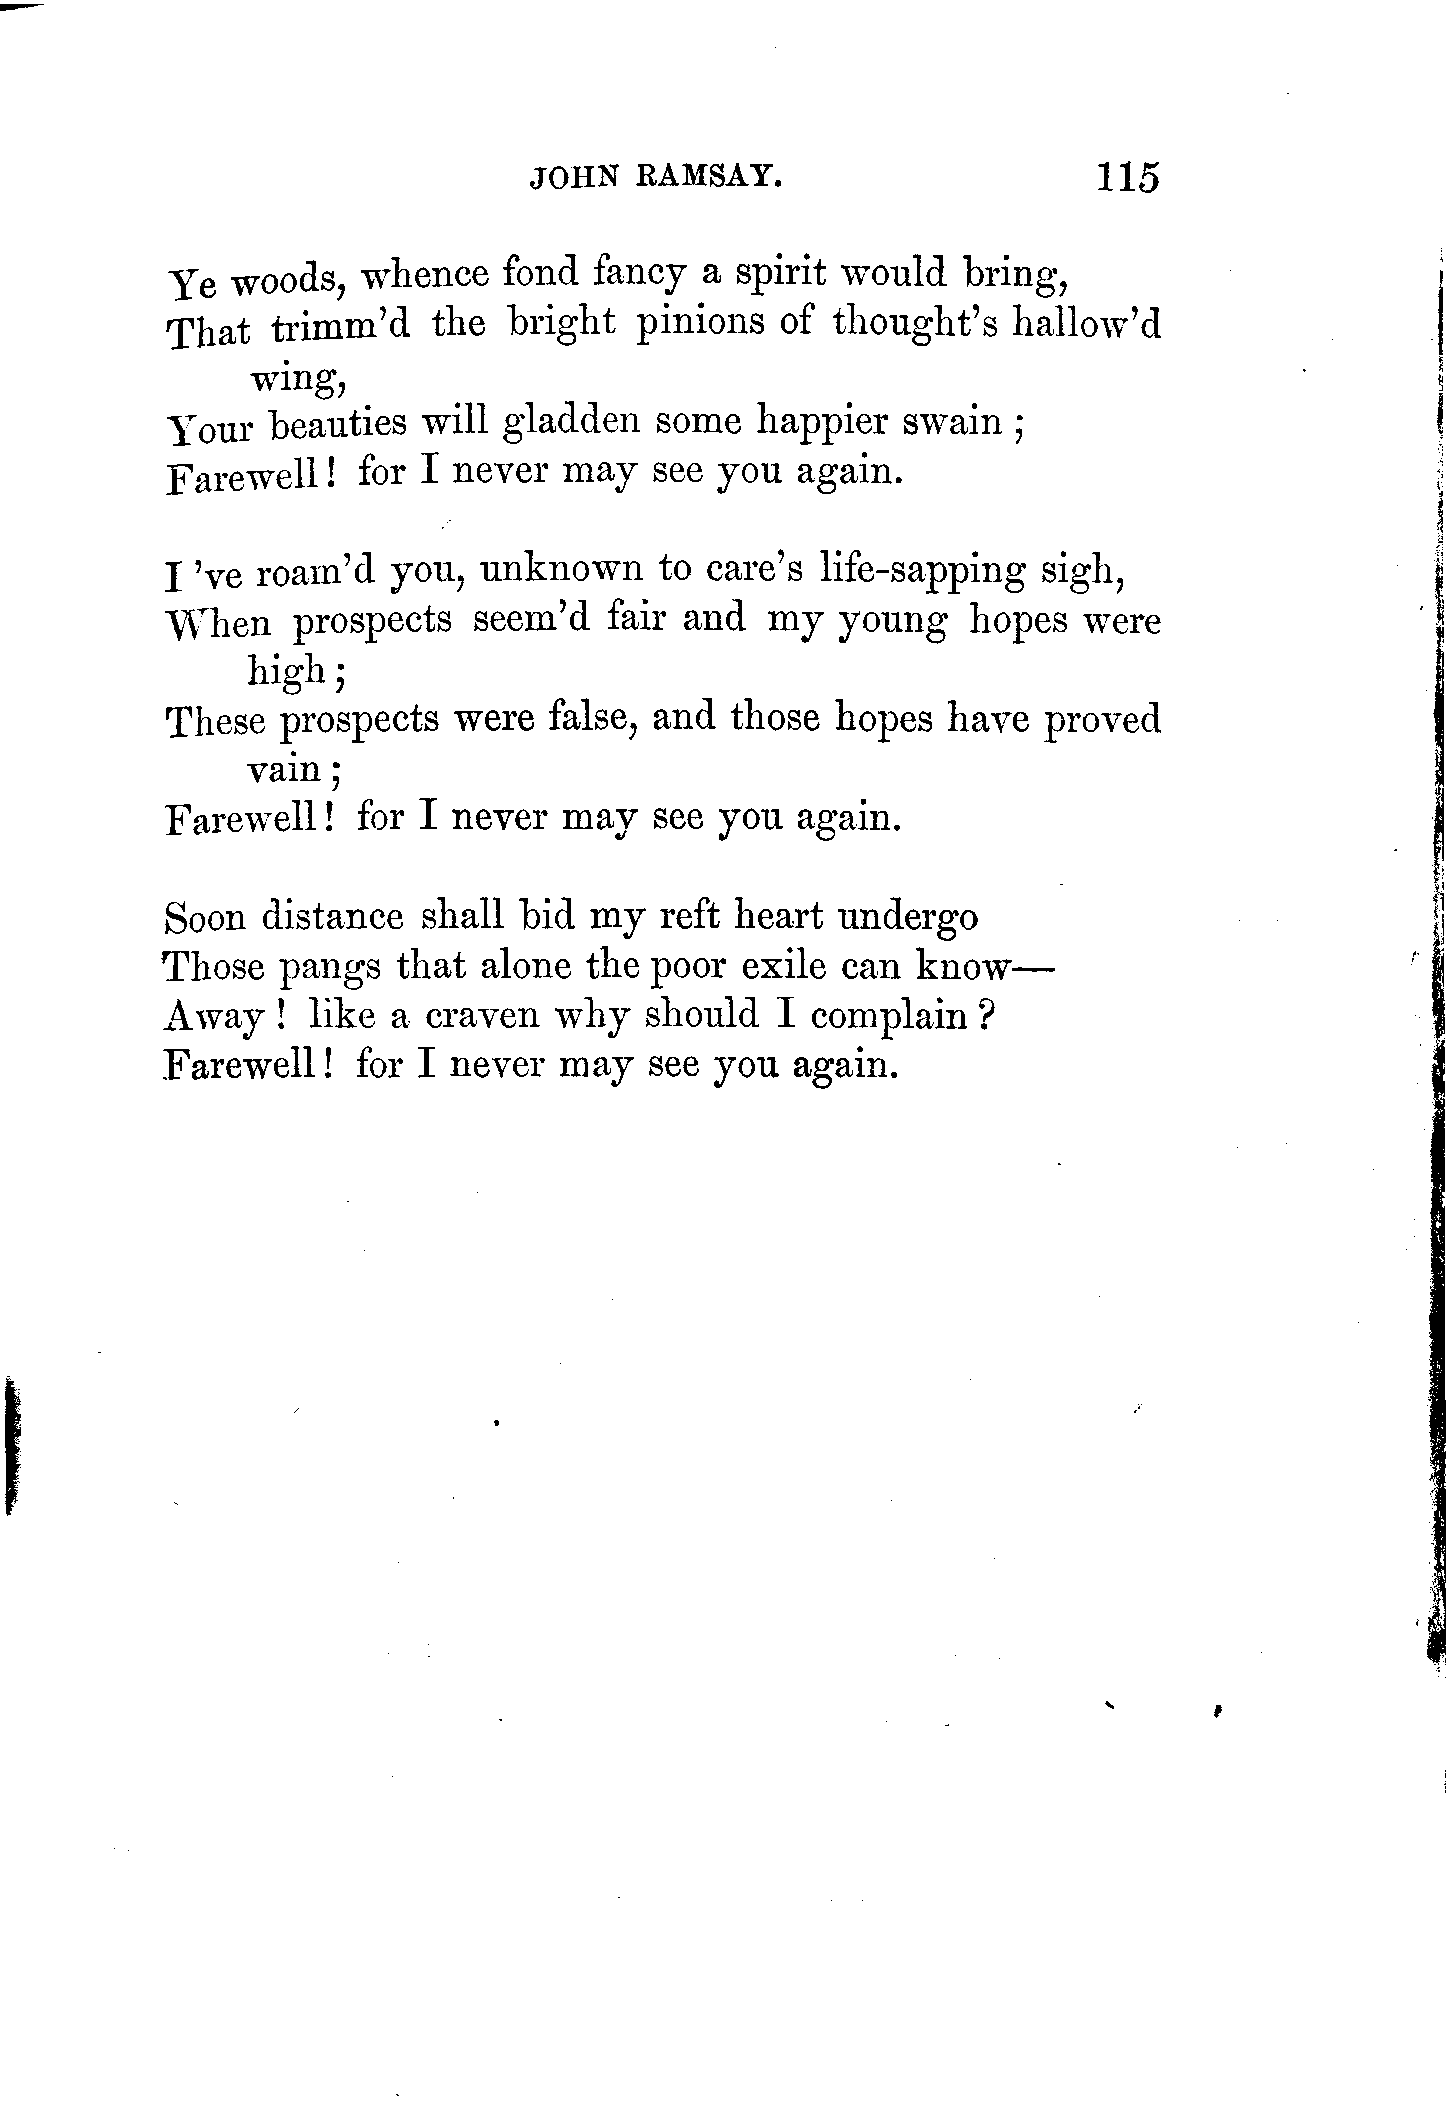 JOHN RAMSAY. 115
Ye woods, whence fond fancy a spirit would bring,
That trimm'd the bright pinions of thought's hallow'd
wing,
Your beauties will gladden some happier swain ;
Farewell! for I never may see you again.
I 've roam'd you, unknown to care's life-sapping sigh,
When prospects seem'd fair and my young hopes were
high ;
These prospects were false, and those hopes have proved
vain ;
Farewell! for I never may see you again.
Soon distance shall bid my reft heart undergo
Those pangs that alone the poor exile can know—
Away ! like a craven why should I complain ?
Farewell! for I never may see you again.